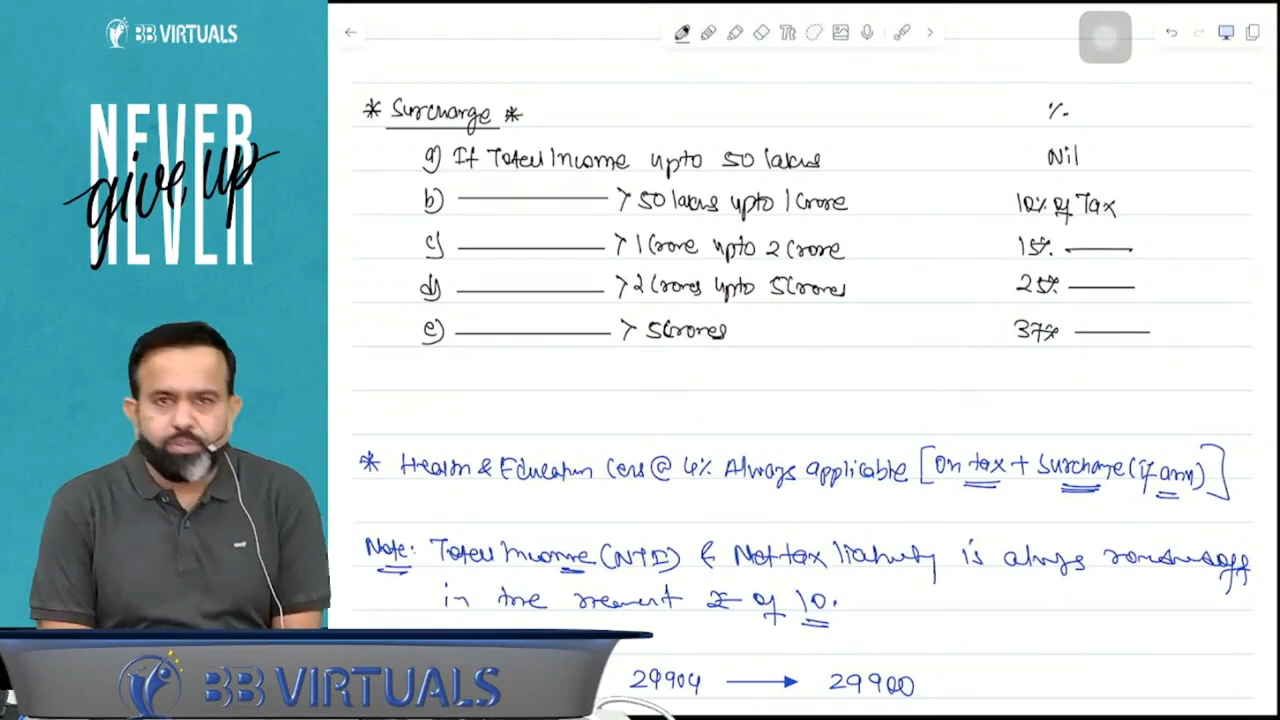 BB VIRTUALS
NEVER
give up
NEVER
* Surcharge *
%
a) If Total Income upto 50 lakhs Nil
b) > 50 lakhs upto 1 Crore 10% of Tax
c) > 1 Crore upto 2 Crore 15%
d) > 2 Crores upto 5 Crores 25%
e) > 5 Crores 37%
* Health & Education Cess @ 4% Always applicable [On tax + Surcharge (if any)]
Note: Total Income (NTI) & Net tax liability is always rounded off
in the nearest of 10.
29904 → 29900
BB VIRTUALS